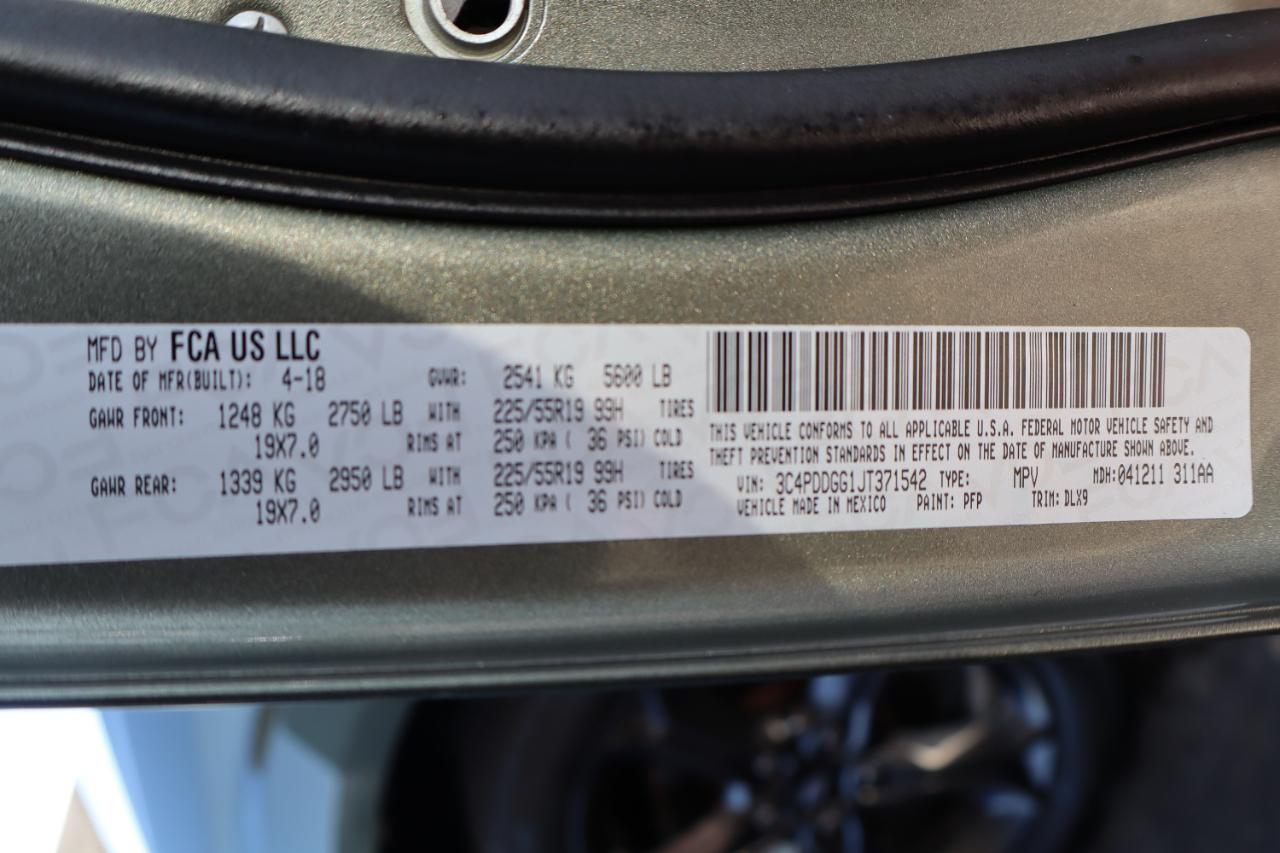 MFD BY FCA US LLC
DATE OF MFR(BUILT): 4-18 GVWR: 2541 KG 5600 LB
GAWR FRONT: 1248 KG 2750 LB WITH 225/55R19 99H TIRES
19X7.0 RIMS AT 250 KPA ( 36 PSI) COLD
GAWR REAR: 1339 KG 2950 LB WITH 225/55R19 99H TIRES
19X7.0 RIMS AT 250 KPA ( 36 PSI) COLD
THIS VEHICLE CONFORMS TO ALL APPLICABLE U.S.A. FEDERAL MOTOR VEHICLE SAFETY AND
THEFT PREVENTION STANDARDS IN EFFECT ON THE DATE OF MANUFACTURE SHOWN ABOVE.
VIN: 3C4PDDGG1JT371542 TYPE: MPV MDH:041211 311AA
VEHICLE MADE IN MEXICO PAINT: PFP TRIM: DLX9